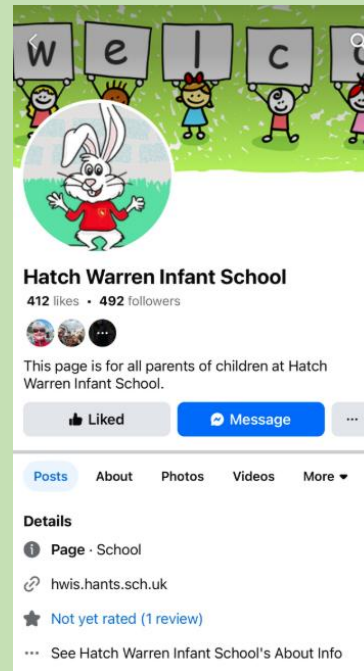 w e l c
Hatch Warren Infant School
412 likes • 492 followers
This page is for all parents of children at Hatch
Warren Infant School.
Liked Message ...
Posts About Photos Videos More
Details
Page · School
hwis.hants.sch.uk
Not yet rated (1 review)
... See Hatch Warren Infant School's About Info